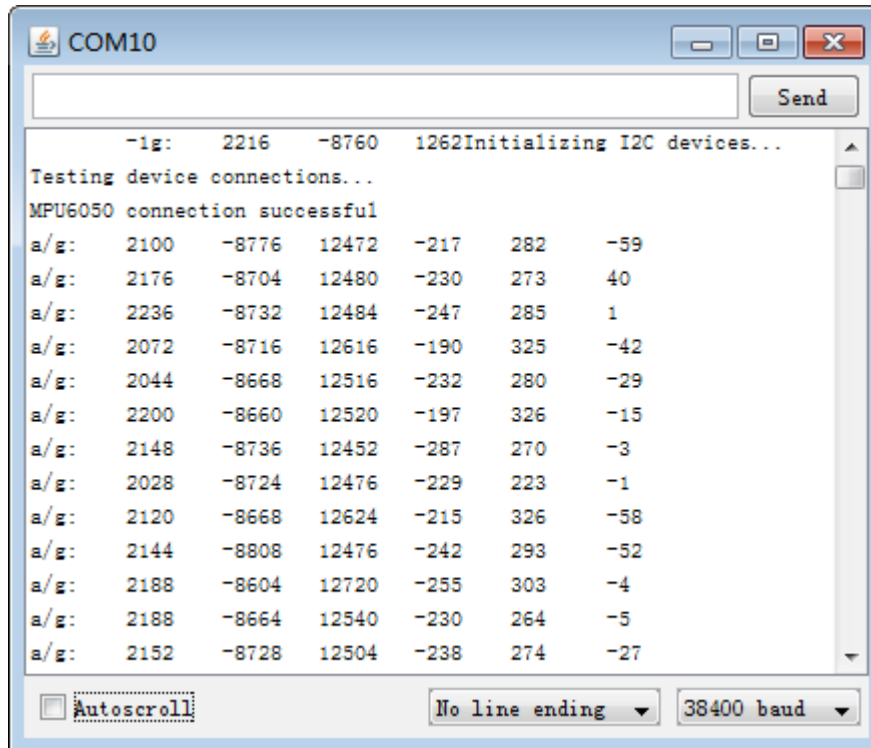 COM10
Send
-1g: 2216 -8760 1262Initializing I2C devices...
Testing device connections...
MPU6050 connection successful
a/g: 2100 -8776 12472 -217 282 -59
a/g: 2176 -8704 12480 -230 273 40
a/g: 2236 -8732 12484 -247 285 1
a/g: 2072 -8716 12616 -190 325 -42
a/g: 2044 -8668 12516 -232 280 -29
a/g: 2200 -8660 12520 -197 326 -15
a/g: 2148 -8736 12452 -287 270 -3
a/g: 2028 -8724 12476 -229 223 -1
a/g: 2120 -8668 12624 -215 326 -58
a/g: 2144 -8808 12476 -242 293 -52
a/g: 2188 -8604 12720 -255 303 -4
a/g: 2188 -8664 12540 -230 264 -5
a/g: 2152 -8728 12504 -238 274 -27
Autoscroll No line ending 38400 baud